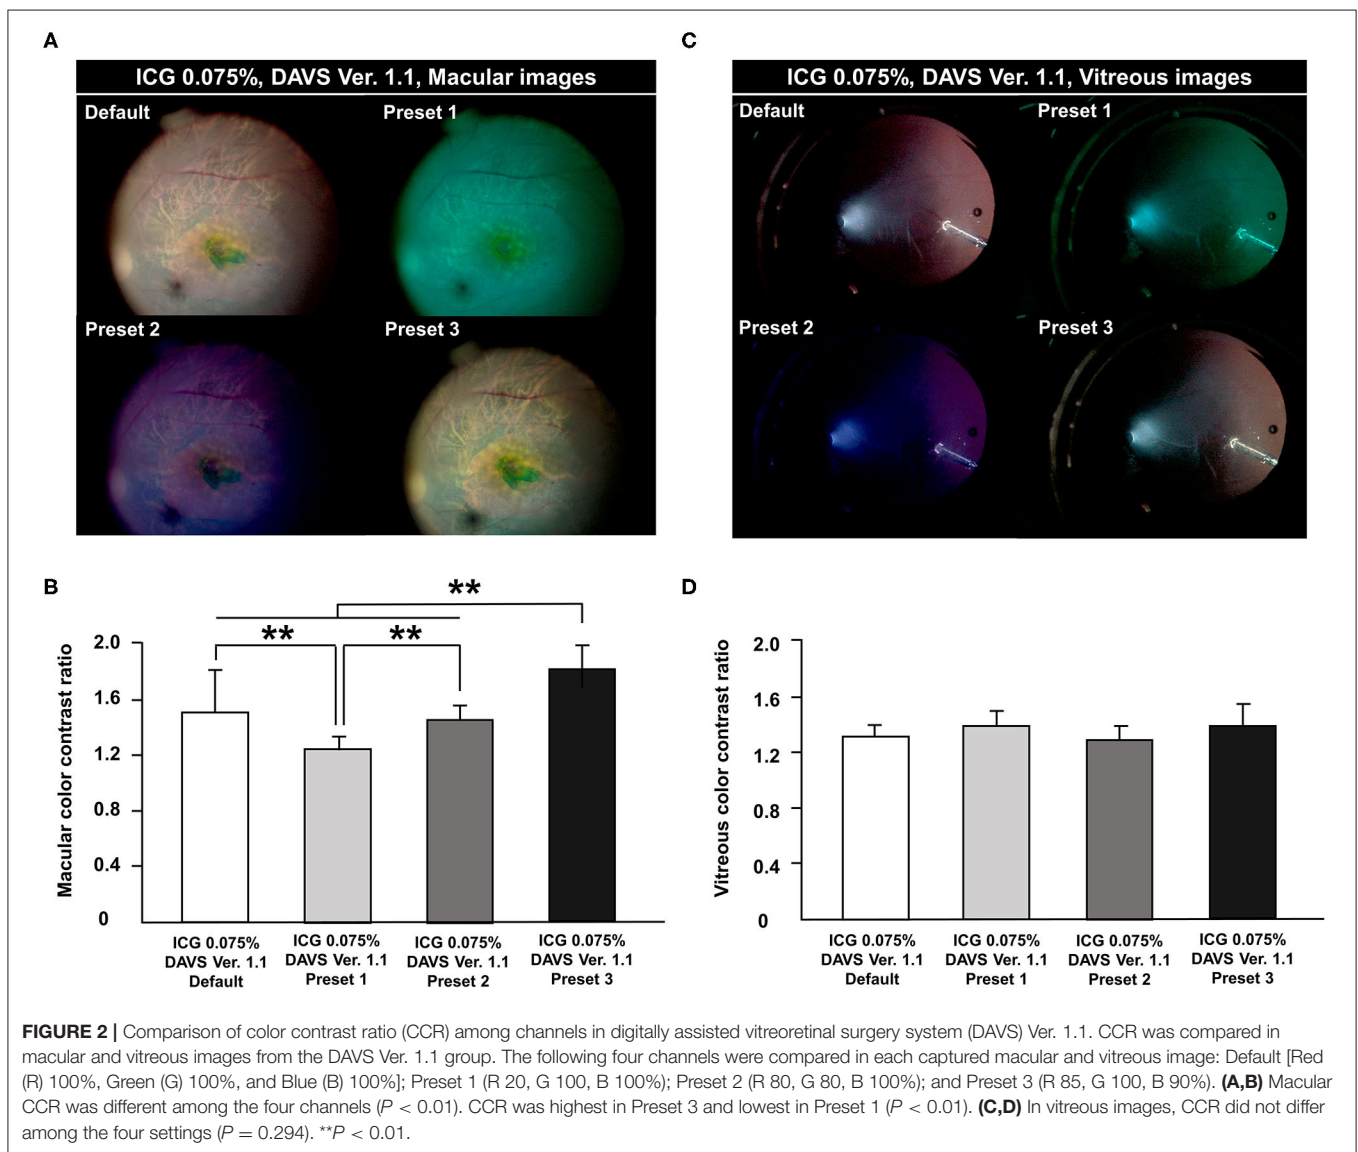 A
ICG 0.075%, DAVS Ver. 1.1, Macular images
Default
Preset 1
Preset 2
Preset 3
C
ICG 0.075%, DAVS Ver. 1.1, Vitreous images
Default
Preset 1
Preset 2
Preset 3
B
**
**
**
Macular color contrast ratio
2.0
1.6
1.2
0.8
0.4
0
ICG 0.075%
DAVS Ver. 1.1
Default
ICG 0.075%
DAVS Ver. 1.1
Preset 1
ICG 0.075%
DAVS Ver. 1.1
Preset 2
ICG 0.075%
DAVS Ver. 1.1
Preset 3
D
Vitreous color contrast ratio
2.0
1.6
1.2
0.8
0.4
0
ICG 0.075%
DAVS Ver. 1.1
Default
ICG 0.075%
DAVS Ver. 1.1
Preset 1
ICG 0.075%
DAVS Ver. 1.1
Preset 2
ICG 0.075%
DAVS Ver. 1.1
Preset 3
FIGURE 2 | Comparison of color contrast ratio (CCR) among channels in digitally assisted vitreoretinal surgery system (DAVS) Ver. 1.1. CCR was compared in
macular and vitreous images from the DAVS Ver. 1.1 group. The following four channels were compared in each captured macular and vitreous image: Default [Red
(R) 100%, Green (G) 100%, and Blue (B) 100%]; Preset 1 (R 20, G 100, B 100%); Preset 2 (R 80, G 80, B 100%); and Preset 3 (R 85, G 100, B 90%). (A,B) Macular
CCR was different among the four channels (P < 0.01). CCR was highest in Preset 3 and lowest in Preset 1 (P < 0.01). (C,D) In vitreous images, CCR did not differ
among the four settings (P = 0.294). **P < 0.01.